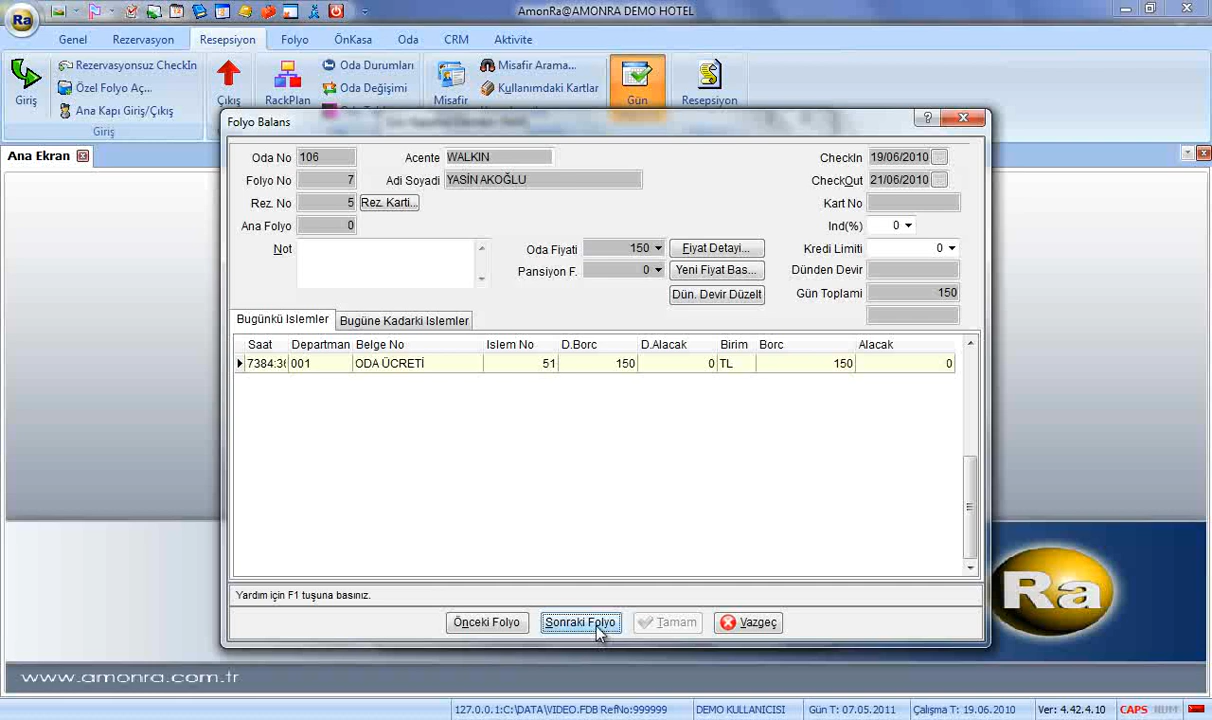 AmonRa@AMONRA DEMO HOTEL
Ra
Genel Rezervasyon Resepsiyon Folyo ÖnKasa Oda CRM Aktivite
Rezervasyonsuz CheckIn Oda Durumları Misafir Arama...
Özel Folyo Aç... Oda Değişimi Kullanımdaki Kartlar
Giriş Ana Kapı Giriş/Çıkış Çıkış RackPlan Misafir Gün Resepsiyon
Giriş
Ana Ekran
Folyo Balans
Oda No 106 Acente WALKIN CheckIn 19/06/2010
Folyo No 7 Adi Soyadi YASİN AKOĞLU CheckOut 21/06/2010
Rez. No 5 Rez. Karti... Kart No
Ana Folyo 0 Ind(%) 0
Not Oda Fiyati 150 Fiyat Detayi... Kredi Limiti 0
Pansiyon F. 0 Yeni Fiyat Bas... Dünden Devir
Dün. Devir Düzelt Gün Toplami 150
Bugünkü Islemler Bugüne Kadarki Islemler
Saat Departman Belge No Islem No D.Borc D.Alacak Birim Borc Alacak
001 ODA ÜCRETİ 51 150 0 TL 150 0
Yardım için F1 tuşuna basınız.
Önceki Folyo Sonraki Folyo Tamam Vazgeç
Ra
www.amonra.com.tr
127.0.0.1:C:\DATA\VIDEO.FDB RefNo:999999 DEMO KULLANICISI Gün T: 07.05.2011 Çalışma T: 19.06.2010 Ver: 4.42.4.10 CAPS NUM